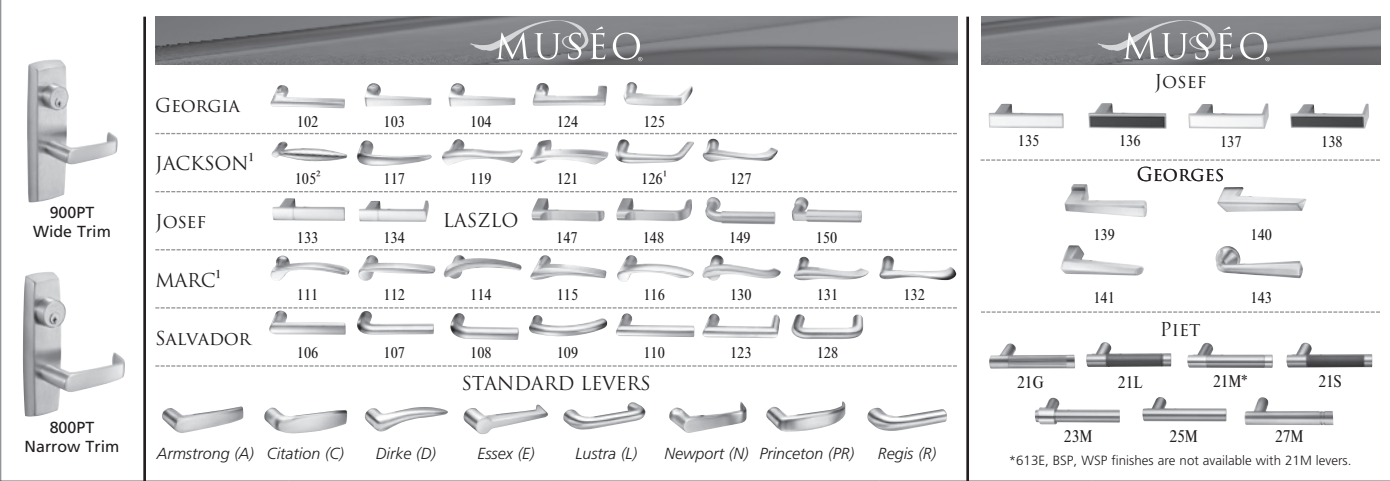 900PT
Wide Trim
800PT
Narrow Trim
MUSÉO®
GEORGIA
102 103 104 124 125
JACKSON¹
105² 117 119 121 126¹ 127
JOSEF
133 134
LASZLO
147 148 149 150
MARC¹
111 112 114 115 116 130 131 132
SALVADOR
106 107 108 109 110 123 128
STANDARD LEVERS
Armstrong (A) Citation (C) Dirke (D) Essex (E) Lustra (L) Newport (N) Princeton (PR) Regis (R)
MUSÉO®
JOSEF
135 136 137 138
GEORGES
139 140
141 143
PIET
21G 21L 21M* 21S
23M 25M 27M
*613E, BSP, WSP finishes are not available with 21M levers.